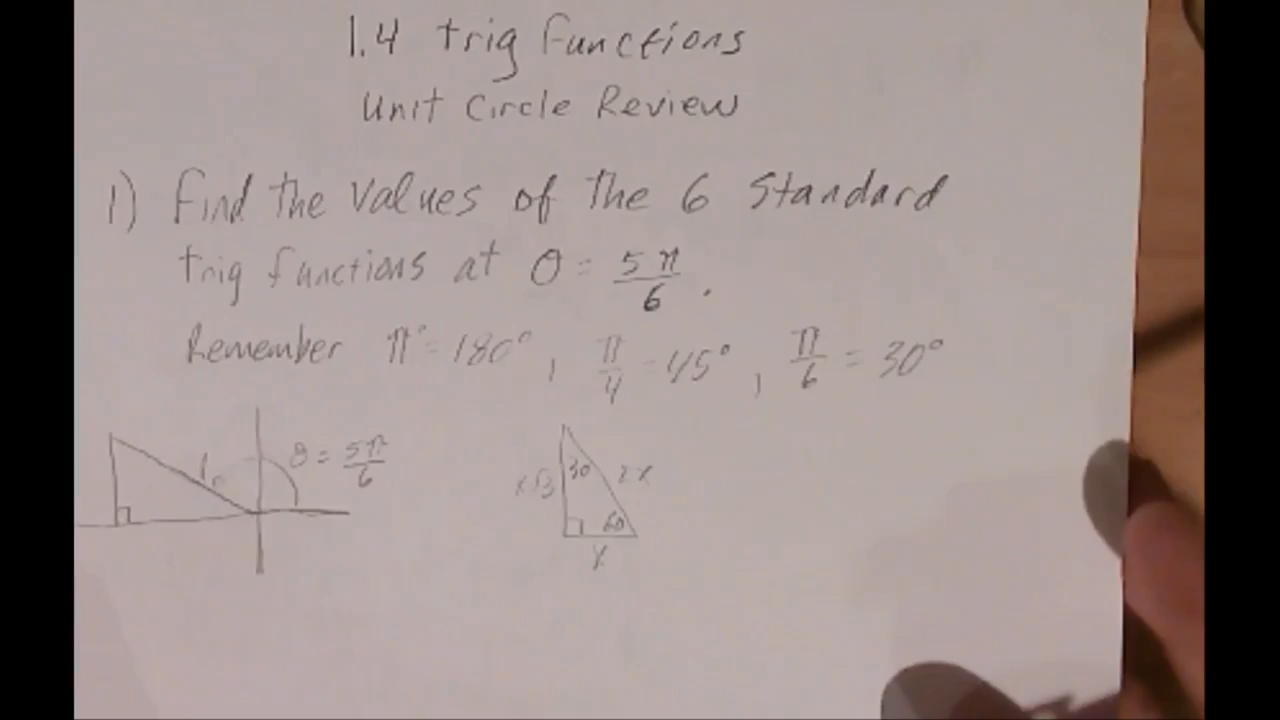 1.4 trig functions
Unit Circle Review
1) Find the values of the 6 standard
trig functions at θ = 5π/6.
Remember π = 180°, π/4 = 45°, π/6 = 30°
1
θ = 5π/6
x√3
30
2x
60
x